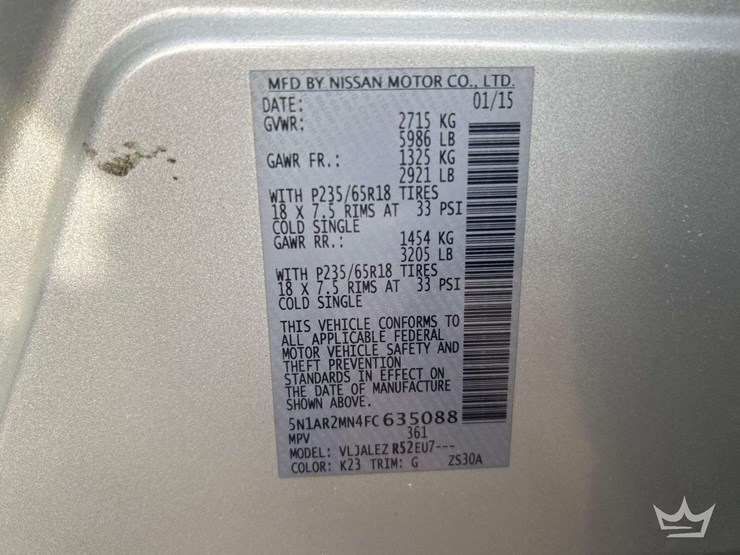 MFD BY NISSAN MOTOR CO., LTD.
DATE: 01/15
GVWR: 2715 KG
5986 LB
GAWR FR.: 1325 KG
2921 LB
WITH P235/65R18 TIRES
18 X 7.5 RIMS AT 33 PSI
COLD SINGLE
GAWR RR.: 1454 KG
3205 LB
WITH P235/65R18 TIRES
18 X 7.5 RIMS AT 33 PSI
COLD SINGLE
THIS VEHICLE CONFORMS TO
ALL APPLICABLE FEDERAL
MOTOR VEHICLE SAFETY AND
THEFT PREVENTION
STANDARDS IN EFFECT ON
THE DATE OF MANUFACTURE
SHOWN ABOVE.
5N1AR2MN4FC635088
MPV 361
MODEL: VLJALEZ R52EU7---
COLOR: K23 TRIM: G ZS30A